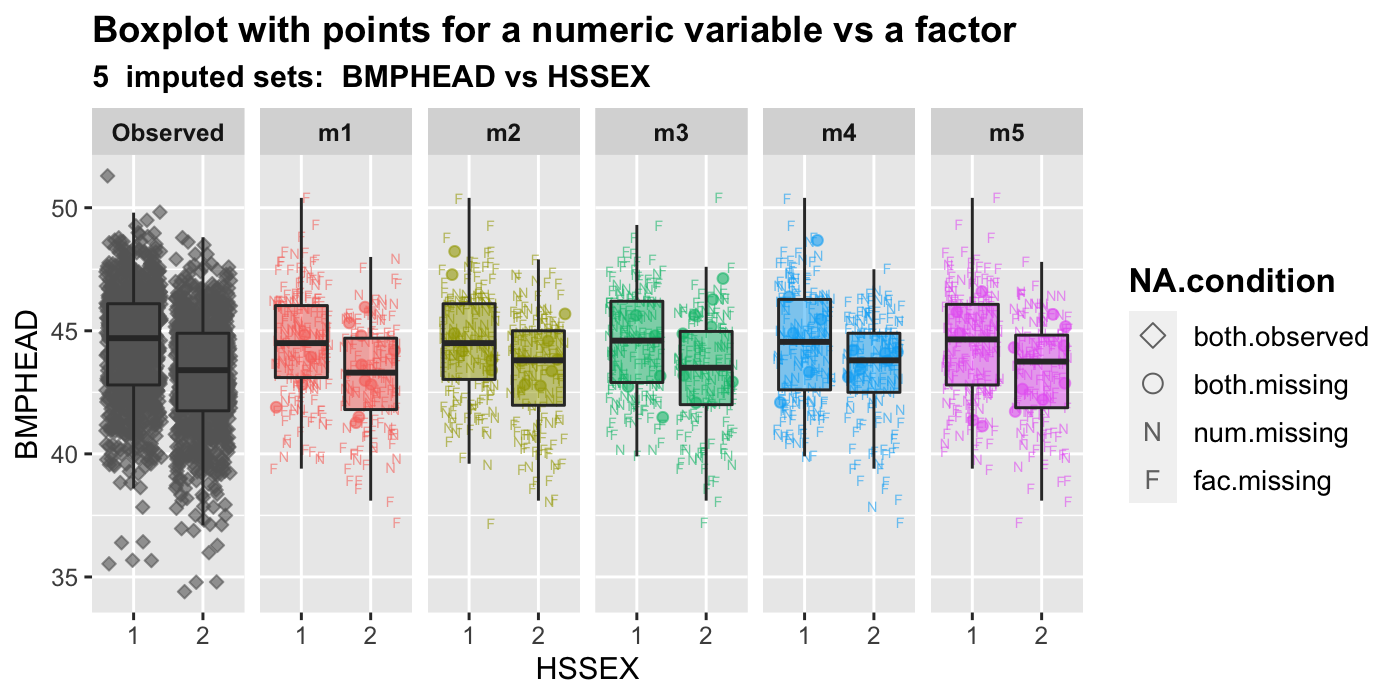 Boxplot with points for a numeric variable vs a factor
5 imputed sets: BMPHEAD vs HSSEX
Observed m1 m2 m3 m4 m5
BMPHEAD
50
45
40
35
1 2 1 2 1 2 1 2 1 2 1 2
HSSEX
NA.condition
both.observed
both.missing
N num.missing
F fac.missing